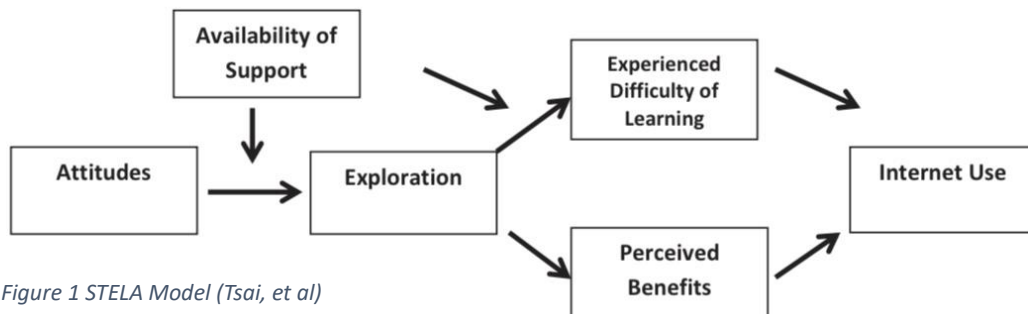 Availability of
Support
Experienced
Difficulty of
Learning
Attitudes
Exploration
Internet Use
Perceived
Benefits
Figure 1 STELA Model (Tsai, et al)